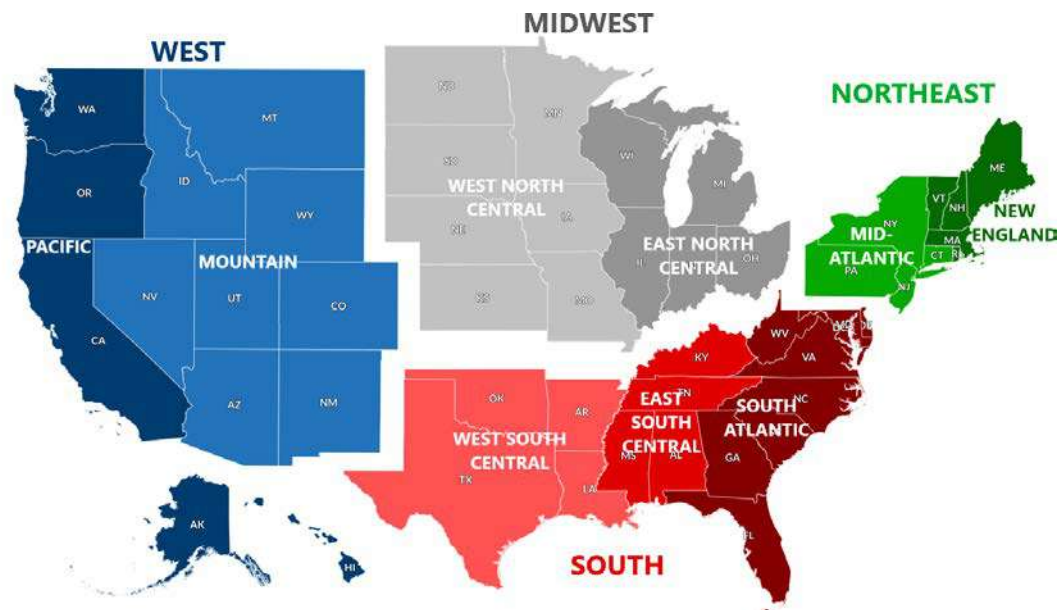 MIDWEST
WEST
NORTHEAST
WA
MT
ND
MN
OR
ID
WY
SD
WI
MI
ME
VT
NH
NY
WEST NORTH
CENTRAL
NE
IA
NEW
ENGLAND
MID-
ATLANTIC
MA
CT
RI
PA
NJ
PACIFIC
MOUNTAIN
EAST NORTH
CENTRAL
IL
OH
NV
UT
CO
KS
MO
CA
WV
VA
KY
AZ
NM
OK
AR
TN
NC
EAST
SOUTH
CENTRAL
SOUTH
ATLANTIC
WEST SOUTH
CENTRAL
MS
AL
GA
TX
LA
FL
AK
HI
SOUTH